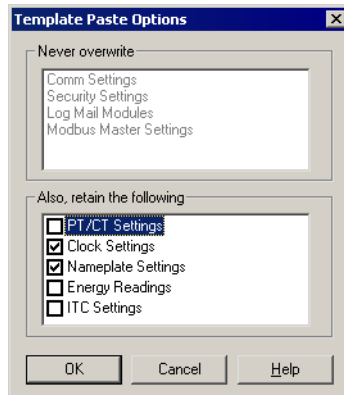 Template Paste Options
Never overwrite
Comm Settings
Security Settings
Log Mail Modules
Modbus Master Settings
Also, retain the following
PT/CT Settings
Clock Settings
Nameplate Settings
Energy Readings
ITC Settings
OK Cancel Help